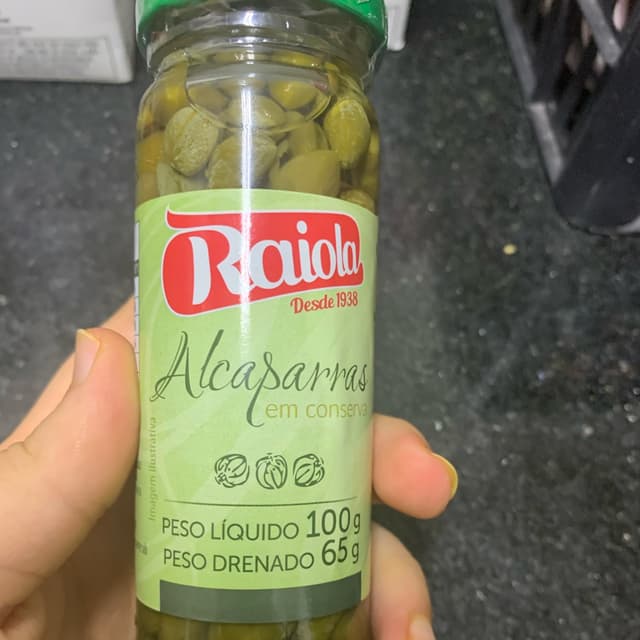 Raiola
Desde 1938
Alcaparras
em conserva
Imagem ilustrativa
PESO LÍQUIDO 100g
PESO DRENADO 65g